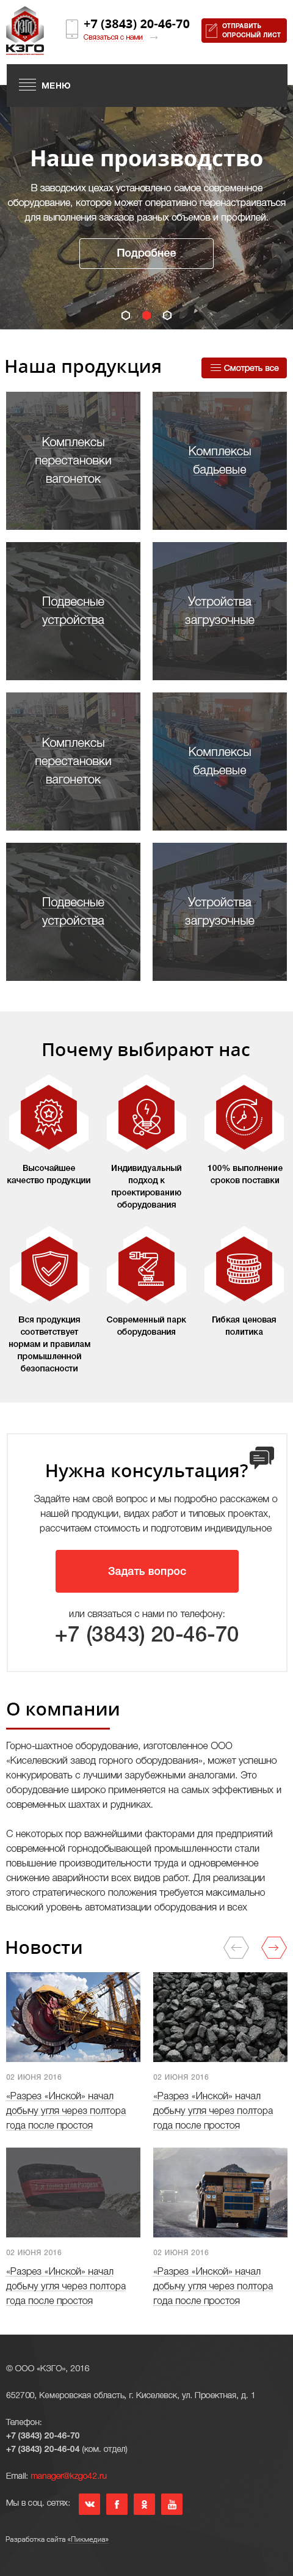 +7 (3843) 20-46-70
Связаться с нами
КЗГО
ОТПРАВИТЬ
ОПРОСНЫЙ ЛИСТ
МЕНЮ
Наше производство
В заводских цехах установлено самое современное
оборудование, которое может оперативно перенастраиваться
для выполнения заказов разных объемов и профилей.
Подробнее
Наша продукция
Смотреть все
Комплексы
перестановки
вагонеток
Комплексы
бадьевые
Подвесные
устройства
Устройства
загрузочные
Комплексы
перестановки
вагонеток
Комплексы
бадьевые
Подвесные
устройства
Устройства
загрузочные
Почему выбирают нас
Высочайшее
качество продукции
Индивидуальный
подход к
проектированию
оборудования
100% выполнение
сроков поставки
Вся продукция
соответствует
нормам и правилам
промышленной
безопасности
Современный парк
оборудования
Гибкая ценовая
политика
Нужна консультация?
Задайте нам свой вопрос и мы подробно расскажем о
нашей продукции, видах работ и типовых проектах,
рассчитаем стоимость и подготовим индивидуальное
Задать вопрос
или связаться с нами по телефону:
+7 (3843) 20-46-70
О компании
Горно-шахтное оборудование, изготовленное ООО
«Киселевский завод горного оборудования», может успешно
конкурировать с лучшими зарубежными аналогами. Это
оборудование широко применяется на самых эффективных и
современных шахтах и рудниках.
С некоторых пор важнейшими факторами для предприятий
современной горнодобывающей промышленности стали
повышение производительности труда и одновременное
снижение аварийности всех видов работ. Для реализации
этого стратегического положения требуется максимально
высокий уровень автоматизации оборудования и всех
Новости
02 ИЮНЯ 2016
«Разрез «Инской» начал
добычу угля через полтора
года после простоя
02 ИЮНЯ 2016
«Разрез «Инской» начал
добычу угля через полтора
года после простоя
02 ИЮНЯ 2016
«Разрез «Инской» начал
добычу угля через полтора
года после простоя
02 ИЮНЯ 2016
«Разрез «Инской» начал
добычу угля через полтора
года после простоя
© ООО «КЗГО», 2016
652700, Кемеровская область, г. Киселевск, ул. Проектная, д. 1
Телефон:
+7 (3843) 20-46-70
+7 (3843) 20-46-04 (ком. отдел)
Email: manager@kzgo42.ru
Мы в соц. сетях:
Разработка сайта «Пикмедиа»